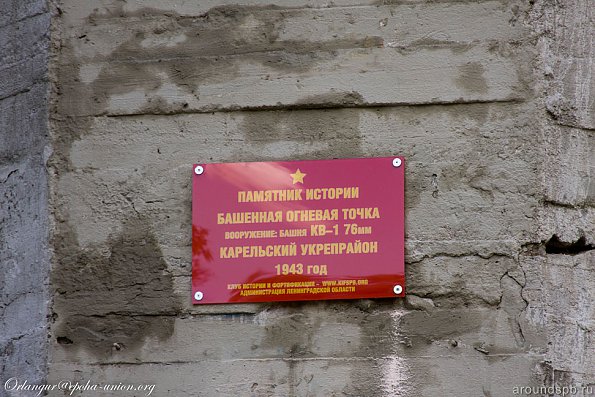 ПАМЯТНИК ИСТОРИИ
БАШЕННАЯ ОГНЕВАЯ ТОЧКА
ВООРУЖЕНИЕ: БАШНЯ КВ-1 76мм
КАРЕЛЬСКИЙ УКРЕПРАЙОН
1943 год
КЛУБ ИСТОРИИ И ФОРТИФИКАЦИИ - WWW.KIFSPB.ORG
АДМИНИСТРАЦИЯ ЛЕНИНГРАДСКОЙ ОБЛАСТИ
Orlangur@epoha-union.org
aroundspb.ru